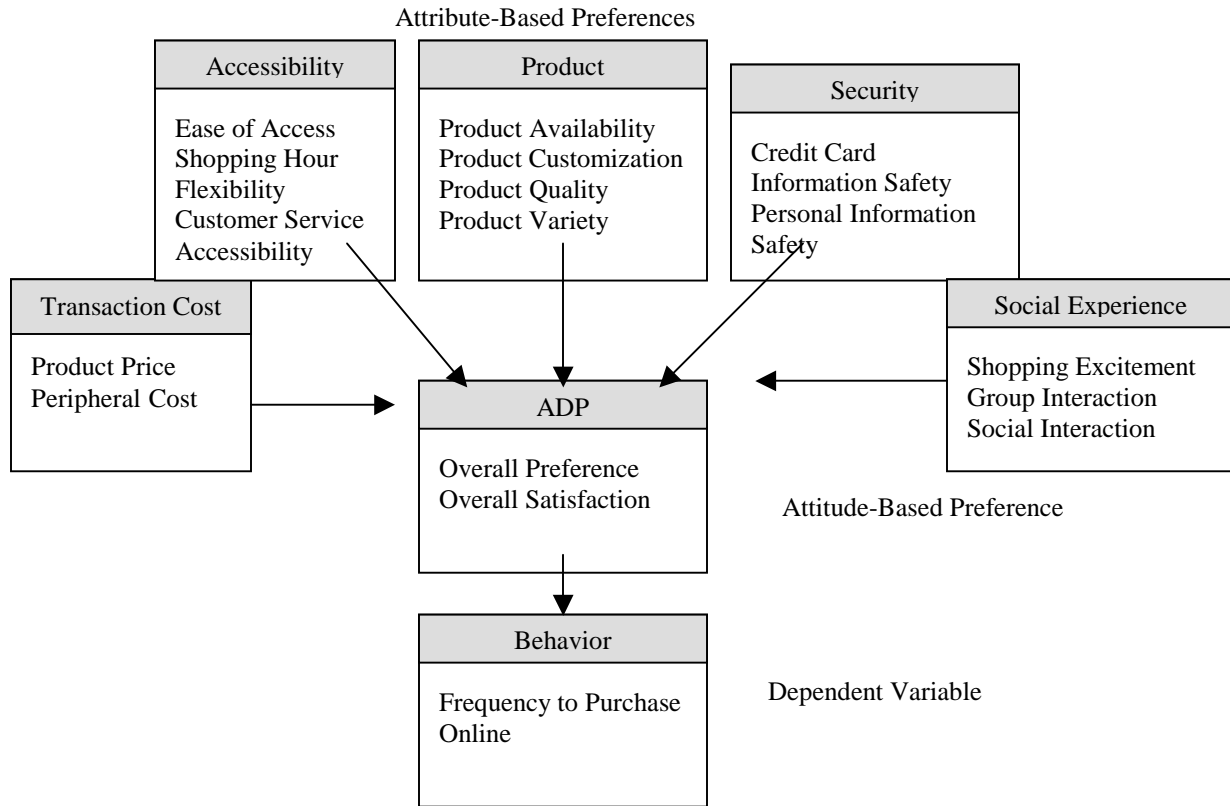 Attribute-Based Preferences
Accessibility
Ease of Access
Shopping Hour
Flexibility
Customer Service
Accessibility
Product
Product Availability
Product Customization
Product Quality
Product Variety
Security
Credit Card
Information Safety
Personal Information
Safety
Transaction Cost
Product Price
Peripheral Cost
Social Experience
Shopping Excitement
Group Interaction
Social Interaction
ADP
Overall Preference
Overall Satisfaction
Attitude-Based Preference
Behavior
Frequency to Purchase
Online
Dependent Variable